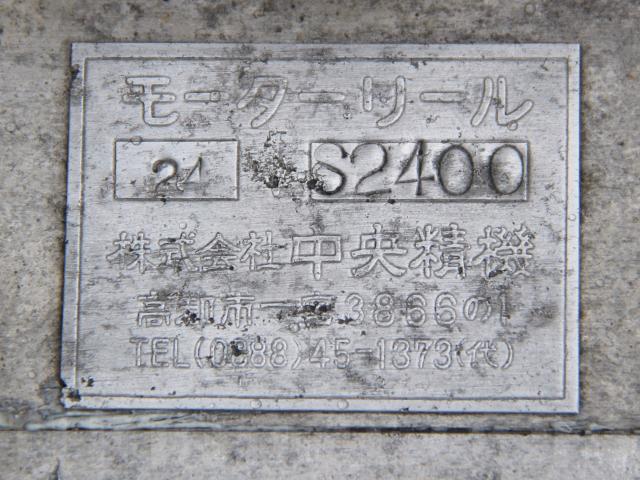 モーターリール
24 S2400
株式会社中央精機
高知市一宮3866の1
TEL(0888)45-1373(代)